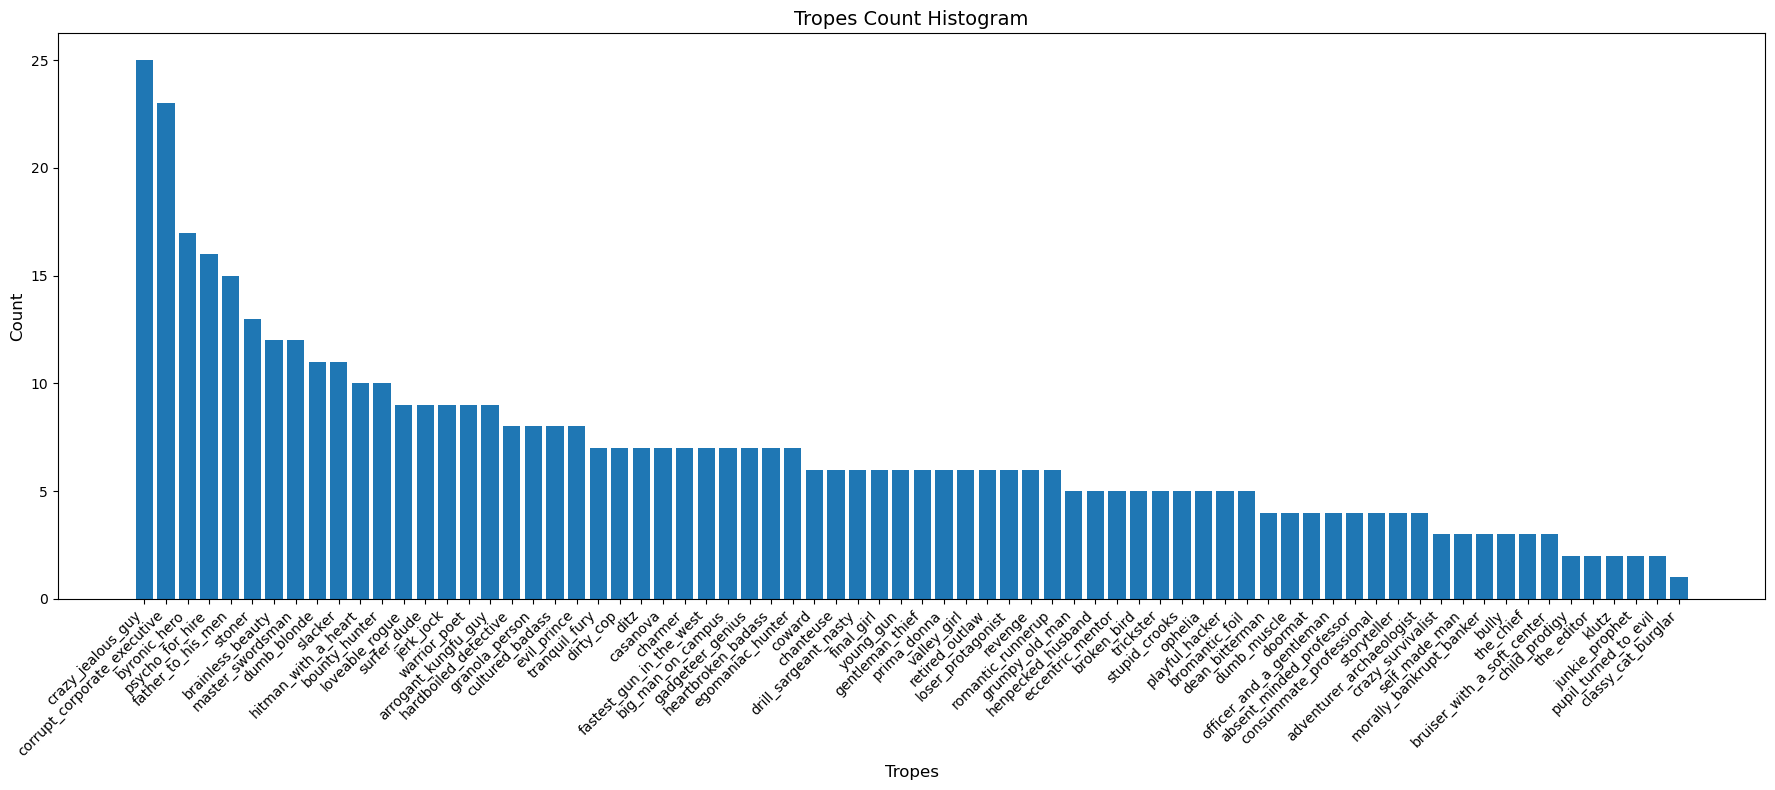 Tropes Count Histogram
Count
25
20
15
10
5
0
crazy_jealous_guy
corrupt_corporate_executive
byronic_hero
psycho_for_hire
father_to_his_men
stoner
brainless_beauty
master_swordsman
dumb_blonde
slacker
hitman_with_a_heart
bounty_hunter
loveable_rogue
surfer_dude
jerk_jock
warrior_poet
arrogant_kungfu_guy
hardboiled_detective
granola_person
cultured_badass
evil_prince
tranquil_fury
dirty_cop
ditz
casanova
charmer
fastest_gun_in_the_west
big_man_on_campus
gadgeteer_genius
heartbroken_badass
egomaniac_hunter
coward
chanteuse
drill_sargeant_nasty
final_girl
young_gun
gentleman_thief
prima_donna
valley_girl
retired_outlaw
loser_protagonist
revenge
romantic_runnerup
grumpy_old_man
henpecked_husband
eccentric_mentor
broken_bird
trickster
stupid_crooks
ophelia
playful_hacker
bromantic_foil
dean_bitterman
dumb_muscle
doormat
officer_and_a_gentleman
absent_minded_professor
consummate_professional
storyteller
adventurer_archaeologist
crazy_survivalist
self_made_man
morally_bankrupt_banker
bully
the_chief
bruiser_with_a_soft_center
child_prodigy
the_editor
klutz
junkie_prophet
pupil_turned_to_evil
classy_cat_burglar
Tropes